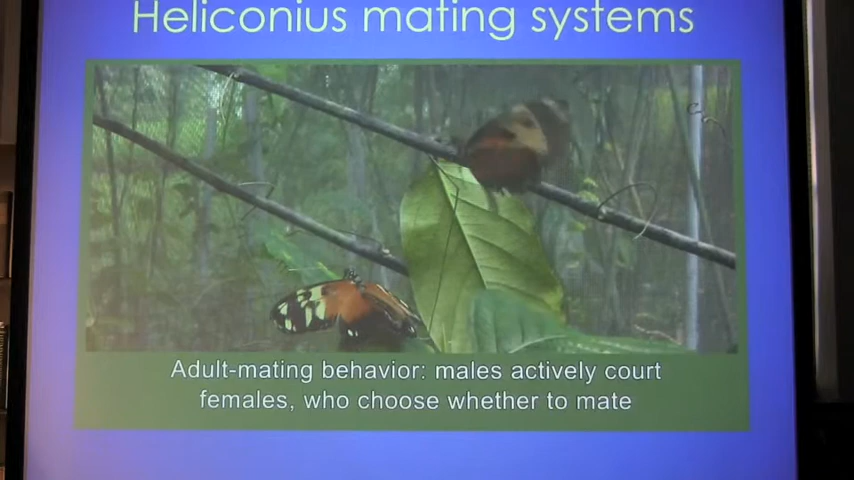 Heliconius mating systems
Adult-mating behavior: males actively court
females, who choose whether to mate